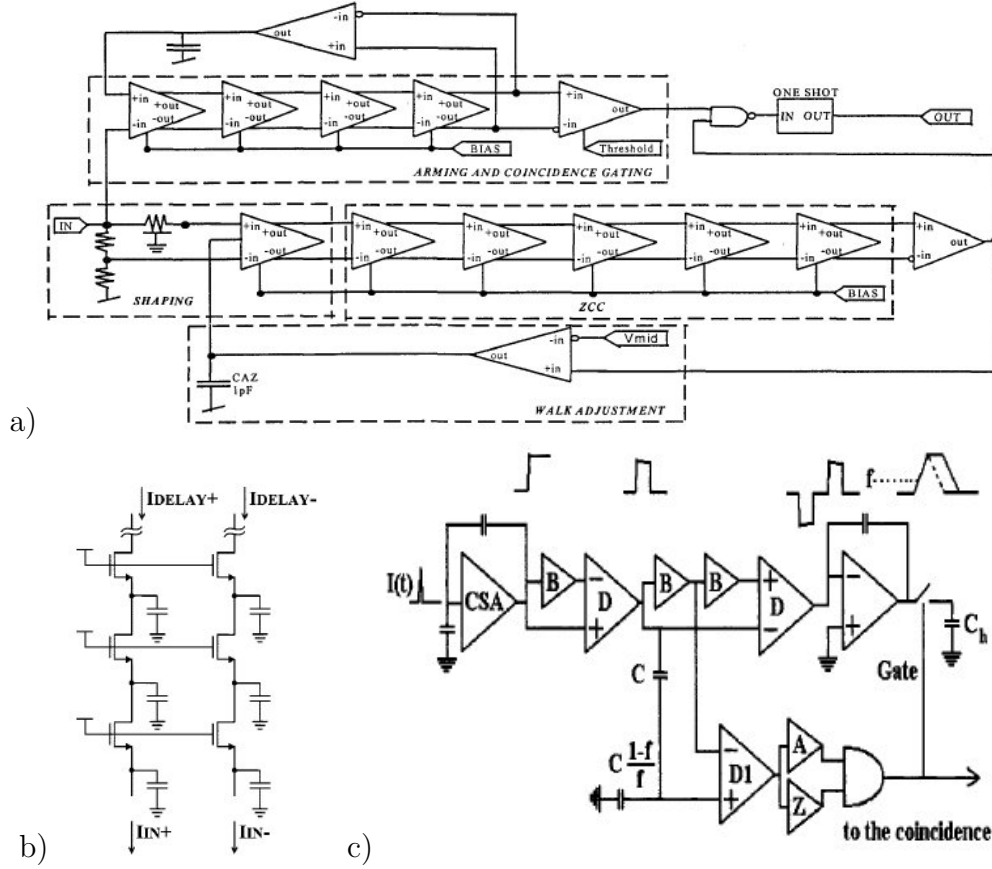 -in
out
+in
+in
+out
-out
-in
+in
+out
-out
-in
+in
+out
-out
-in
+in
+out
-out
-in
+in
out
-in
ONE SHOT
IN OUT
OUT
BIAS
Threshold
ARMING AND COINCIDENCE GATING
IN
+in
+out
-out
-in
+in
+out
-out
-in
+in
+out
-out
-in
+in
+out
-out
-in
+in
+out
-out
-in
+in
+out
-out
-in
+in
out
-in
SHAPING
ZCC
BIAS
-in
out
+in
Vmid
CAZ
1pF
WALK ADJUSTMENT
a)
IDELAY+ IDELAY-
IIN+ IIN-
b)
f
I(t)
CSA
B
-
D
+
B
B
+
D
-
-
+
Ch
Gate
C
C 1-f/f
-
D1
+
A
Z
to the coincidence
c)